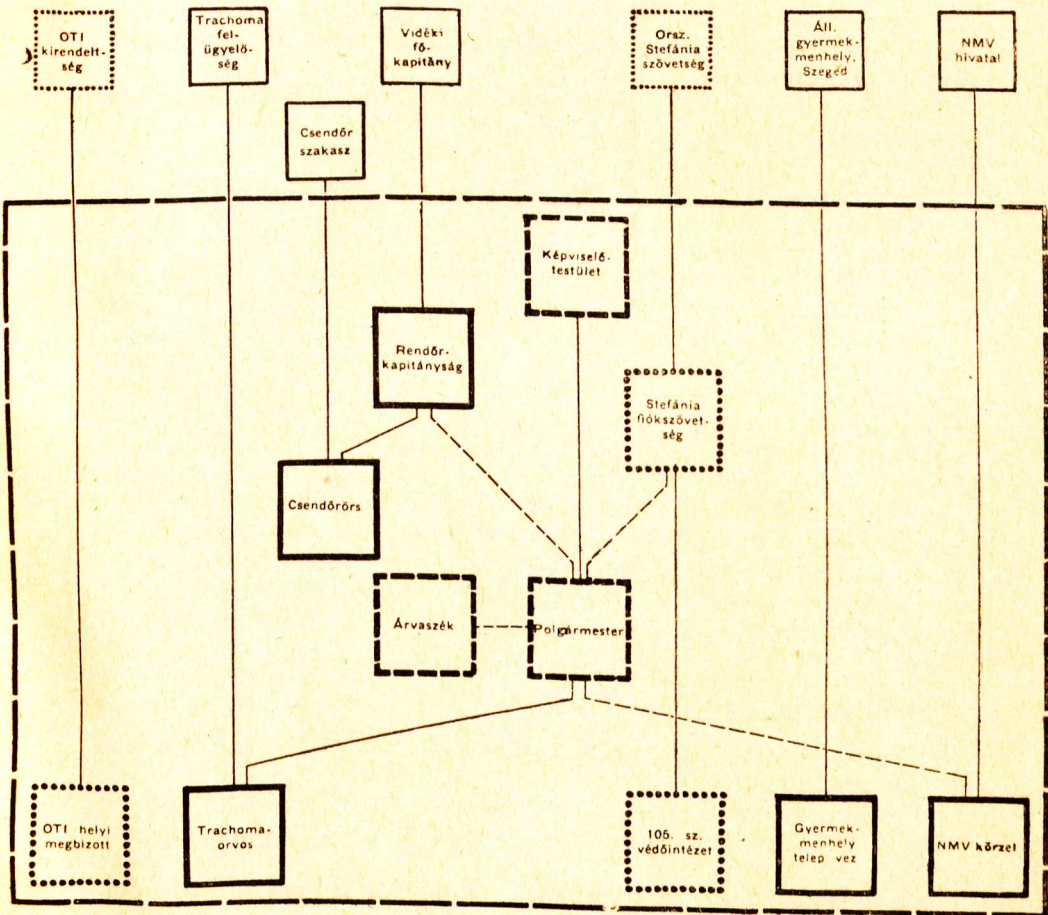 OTI
kirendelt-
ség
Trachoma
fel-
ügyelő-
ség
Vidéki
fő-
kapitány
Orsz.
Stefánia
szövetség
Áll.
gyermek-
menhely,
Szeged
NMV
hivatal
Csendőr
szakasz
Képviselő-
testület
Rendőr-
kapitányság
Stefánia
fiókszövet-
ség
Csendőrörs
Árvaszék
Polgármester
OTI helyi
megbizott
Trachoma-
orvos
105. sz.
védőintézet
Gyermek-
menhely
telep vez
NMV körzet